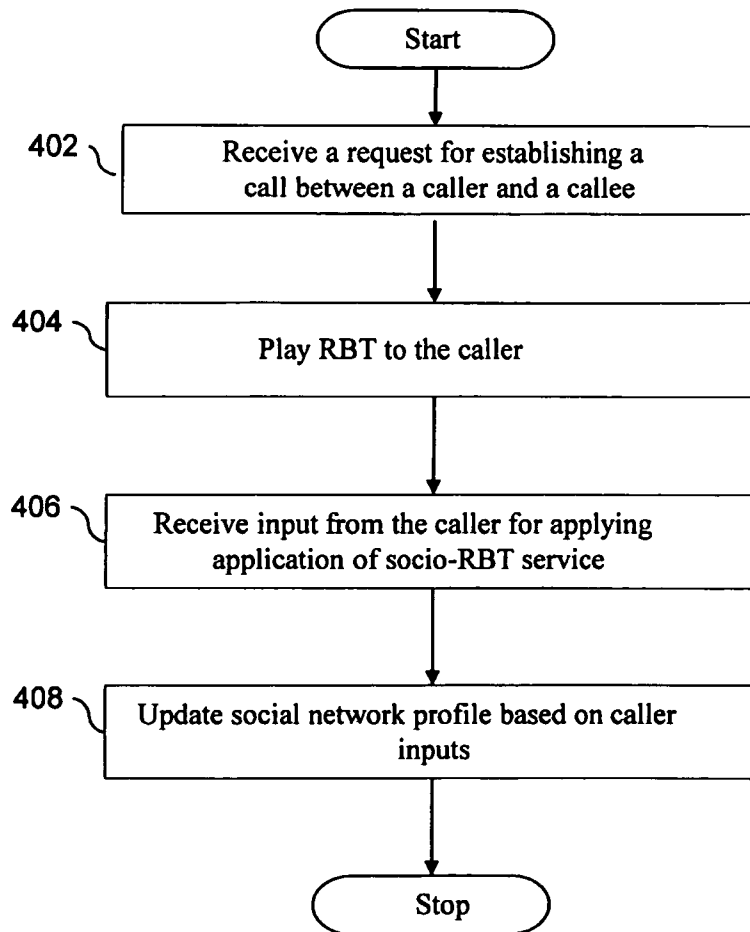 Start
402
Receive a request for establishing a
call between a caller and a callee
404
Play RBT to the caller
406
Receive input from the caller for applying
application of socio-RBT service
408
Update social network profile based on caller
inputs
Stop